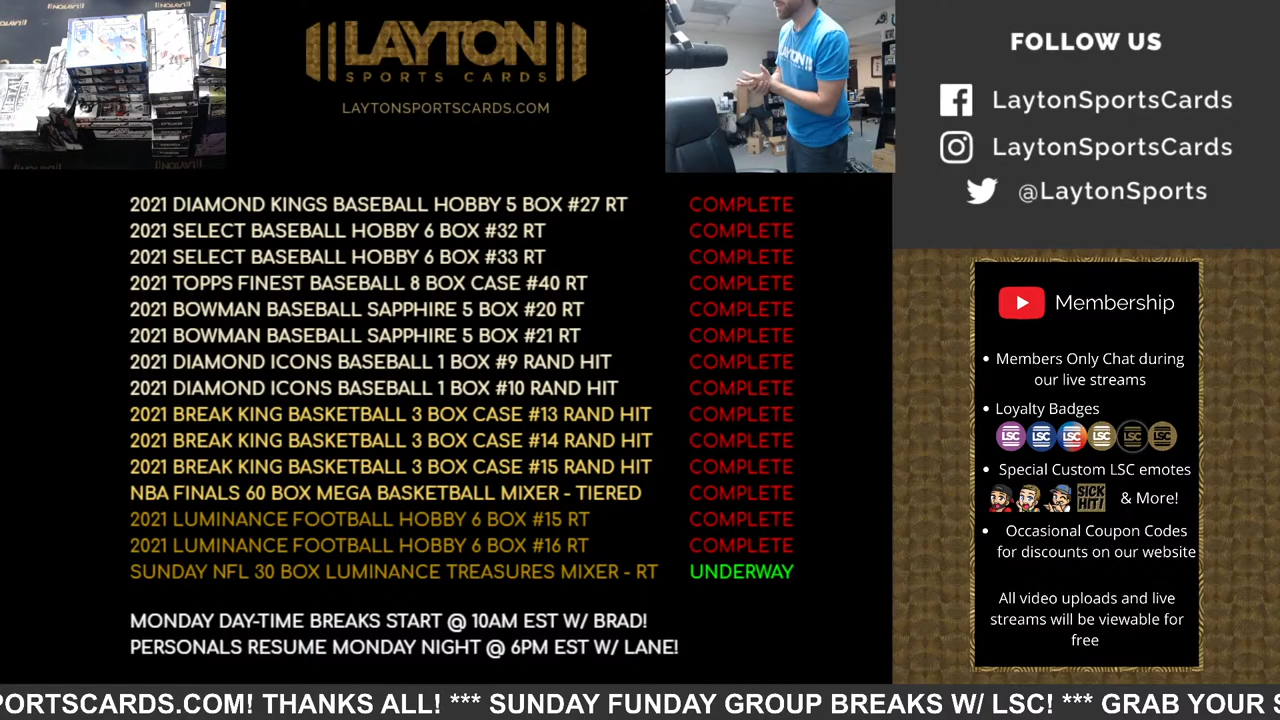 LAYTON
SPORTS CARDS
LAYTONSPORTSCARDS.COM
LAYTON
FOLLOW US
LaytonSportsCards
LaytonSportsCards
@LaytonSports
2021 DIAMOND KINGS BASEBALL HOBBY 5 BOX #27 RT COMPLETE
2021 SELECT BASEBALL HOBBY 6 BOX #32 RT COMPLETE
2021 SELECT BASEBALL HOBBY 6 BOX #33 RT COMPLETE
2021 TOPPS FINEST BASEBALL 8 BOX CASE #40 RT COMPLETE
2021 BOWMAN BASEBALL SAPPHIRE 5 BOX #20 RT COMPLETE
2021 BOWMAN BASEBALL SAPPHIRE 5 BOX #21 RT COMPLETE
2021 DIAMOND ICONS BASEBALL 1 BOX #9 RAND HIT COMPLETE
2021 DIAMOND ICONS BASEBALL 1 BOX #10 RAND HIT COMPLETE
2021 BREAK KING BASKETBALL 3 BOX CASE #13 RAND HIT COMPLETE
2021 BREAK KING BASKETBALL 3 BOX CASE #14 RAND HIT COMPLETE
2021 BREAK KING BASKETBALL 3 BOX CASE #15 RAND HIT COMPLETE
NBA FINALS 60 BOX MEGA BASKETBALL MIXER - TIERED COMPLETE
2021 LUMINANCE FOOTBALL HOBBY 6 BOX #15 RT COMPLETE
2021 LUMINANCE FOOTBALL HOBBY 6 BOX #16 RT COMPLETE
SUNDAY NFL 30 BOX LUMINANCE TREASURES MIXER - RT UNDERWAY
MONDAY DAY-TIME BREAKS START @ 10AM EST W/ BRAD!
PERSONALS RESUME MONDAY NIGHT @ 6PM EST W/ LANE!
Membership
• Members Only Chat during
our live streams
• Loyalty Badges
LSC LSC LSC LSC LSC LSC
• Special Custom LSC emotes
SICK HIT! & More!
• Occasional Coupon Codes
for discounts on our website
All video uploads and live
streams will be viewable for
free
PORTSCARDS.COM! THANKS ALL! *** SUNDAY FUNDAY GROUP BREAKS W/ LSC! *** GRAB YOUR S